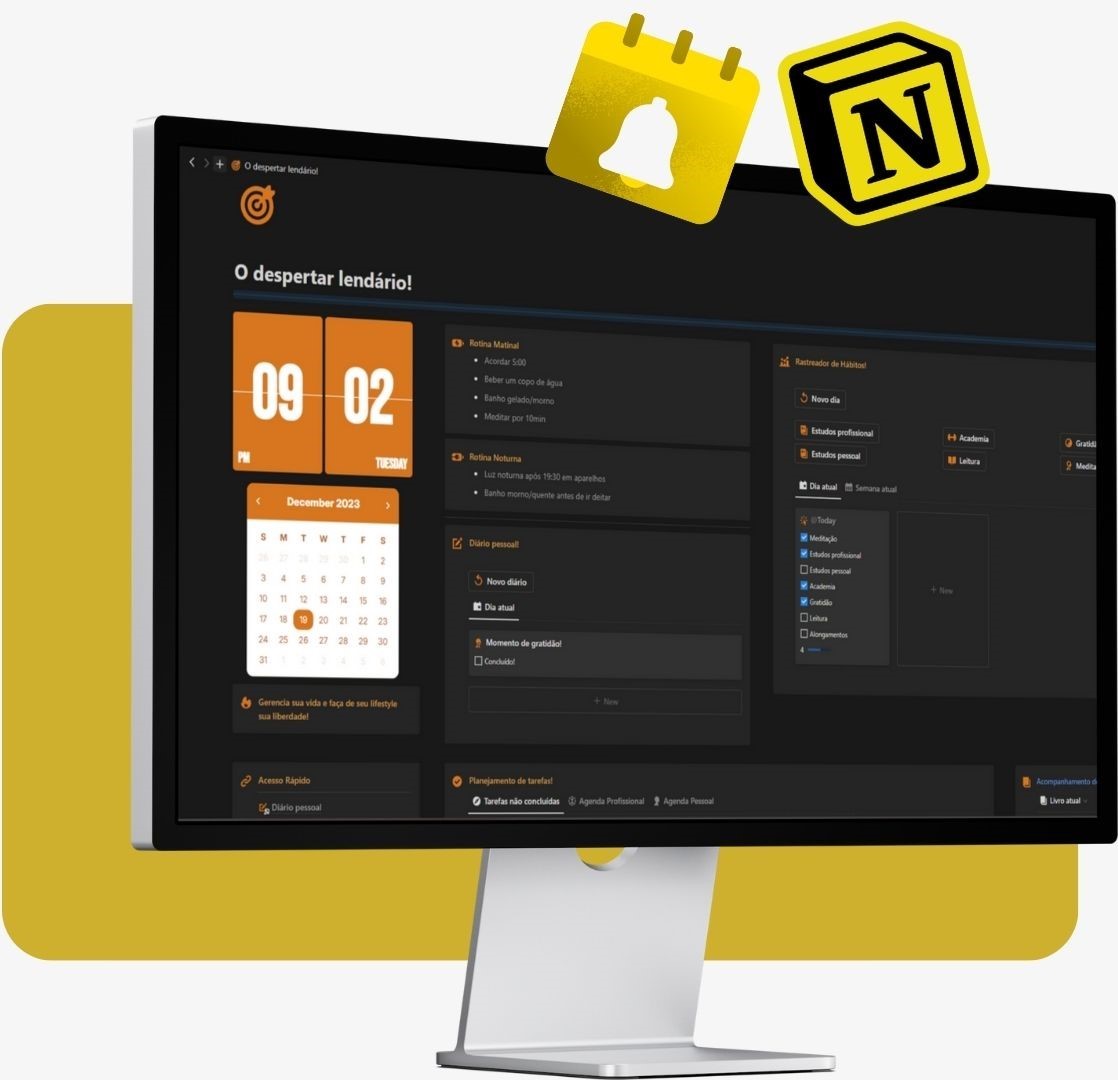 N
O despertar lendário!
O despertar lendário!
09
PM
02
TUESDAY
December 2023
S M T W T F S
26 27 28 29 30 1 2
3 4 5 6 7 8 9
10 11 12 13 14 15 16
17 18 19 20 21 22 23
24 25 26 27 28 29 30
31 1 2 3 4 5 6
Gerencia sua vida e faça de seu lifestyle
sua liberdade!
Acesso Rápido
Diário pessoal
Rotina Matinal
Acordar 5:00
Beber um copo de água
Banho gelado/morno
Meditar por 10min
Rotina Noturna
Luz noturna após 19:30 em aparelhos
Banho morno/quente antes de ir deitar
Diário pessoal!
Novo diário
Dia atual
Momento de gratidão!
Concluído!
+ New
Planejamento de tarefas!
Tarefas não concluídas Agenda Profissional Agenda Pessoal
Rastreador de Hábitos!
Novo dia
Estudos profissional Academia Gratidã
Estudos pessoal Leitura Medita
Dia atual Semana atual
@Today
Meditação
Estudos profissional
Estudos pessoal
Academia
Gratidão
Leitura
Alongamentos
4
+ New
Acompanhamento de
Livro atual